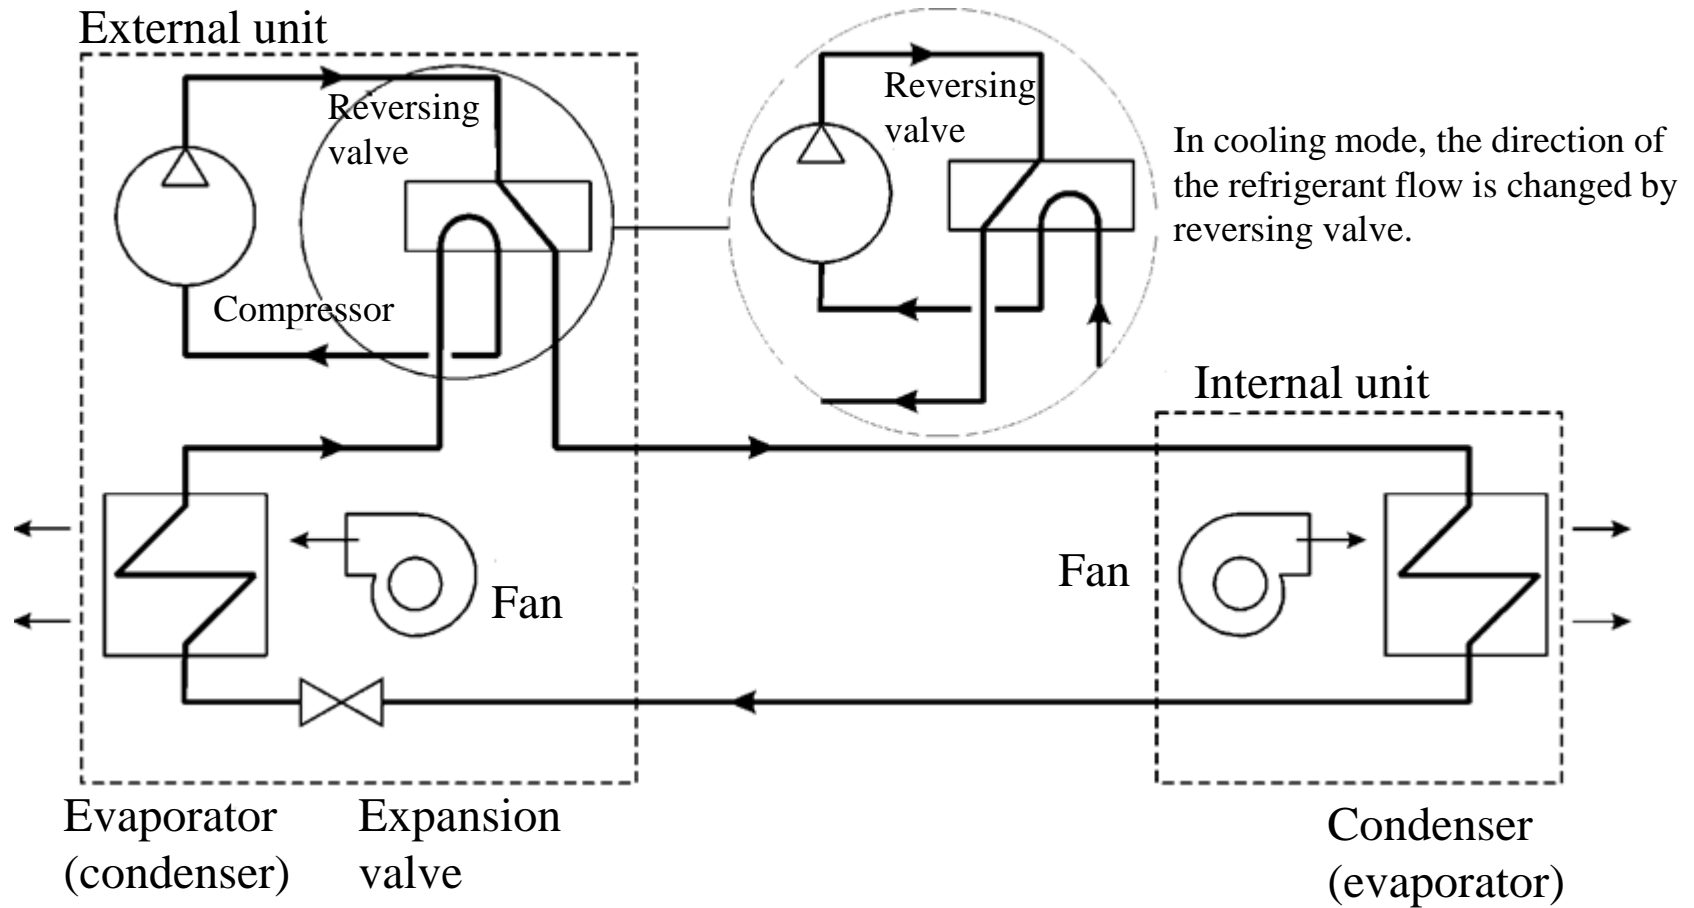 External unit
Reversing
valve
Compressor
Reversing
valve
In cooling mode, the direction of
the refrigerant flow is changed by
reversing valve.
Internal unit
Fan
Fan
Evaporator
(condenser)
Expansion
valve
Condenser
(evaporator)